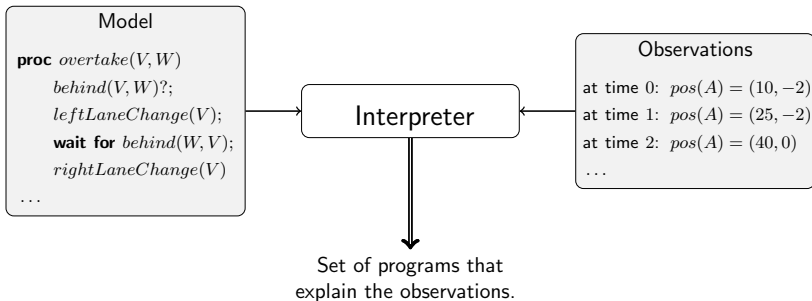 Model
proc overtake(V, W)
behind(V, W)?;
leftLaneChange(V);
wait for behind(W, V);
rightLaneChange(V)
...
Interpreter
Observations
at time 0: pos(A) = (10, −2)
at time 1: pos(A) = (25, −2)
at time 2: pos(A) = (40, 0)
...
Set of programs that
explain the observations.